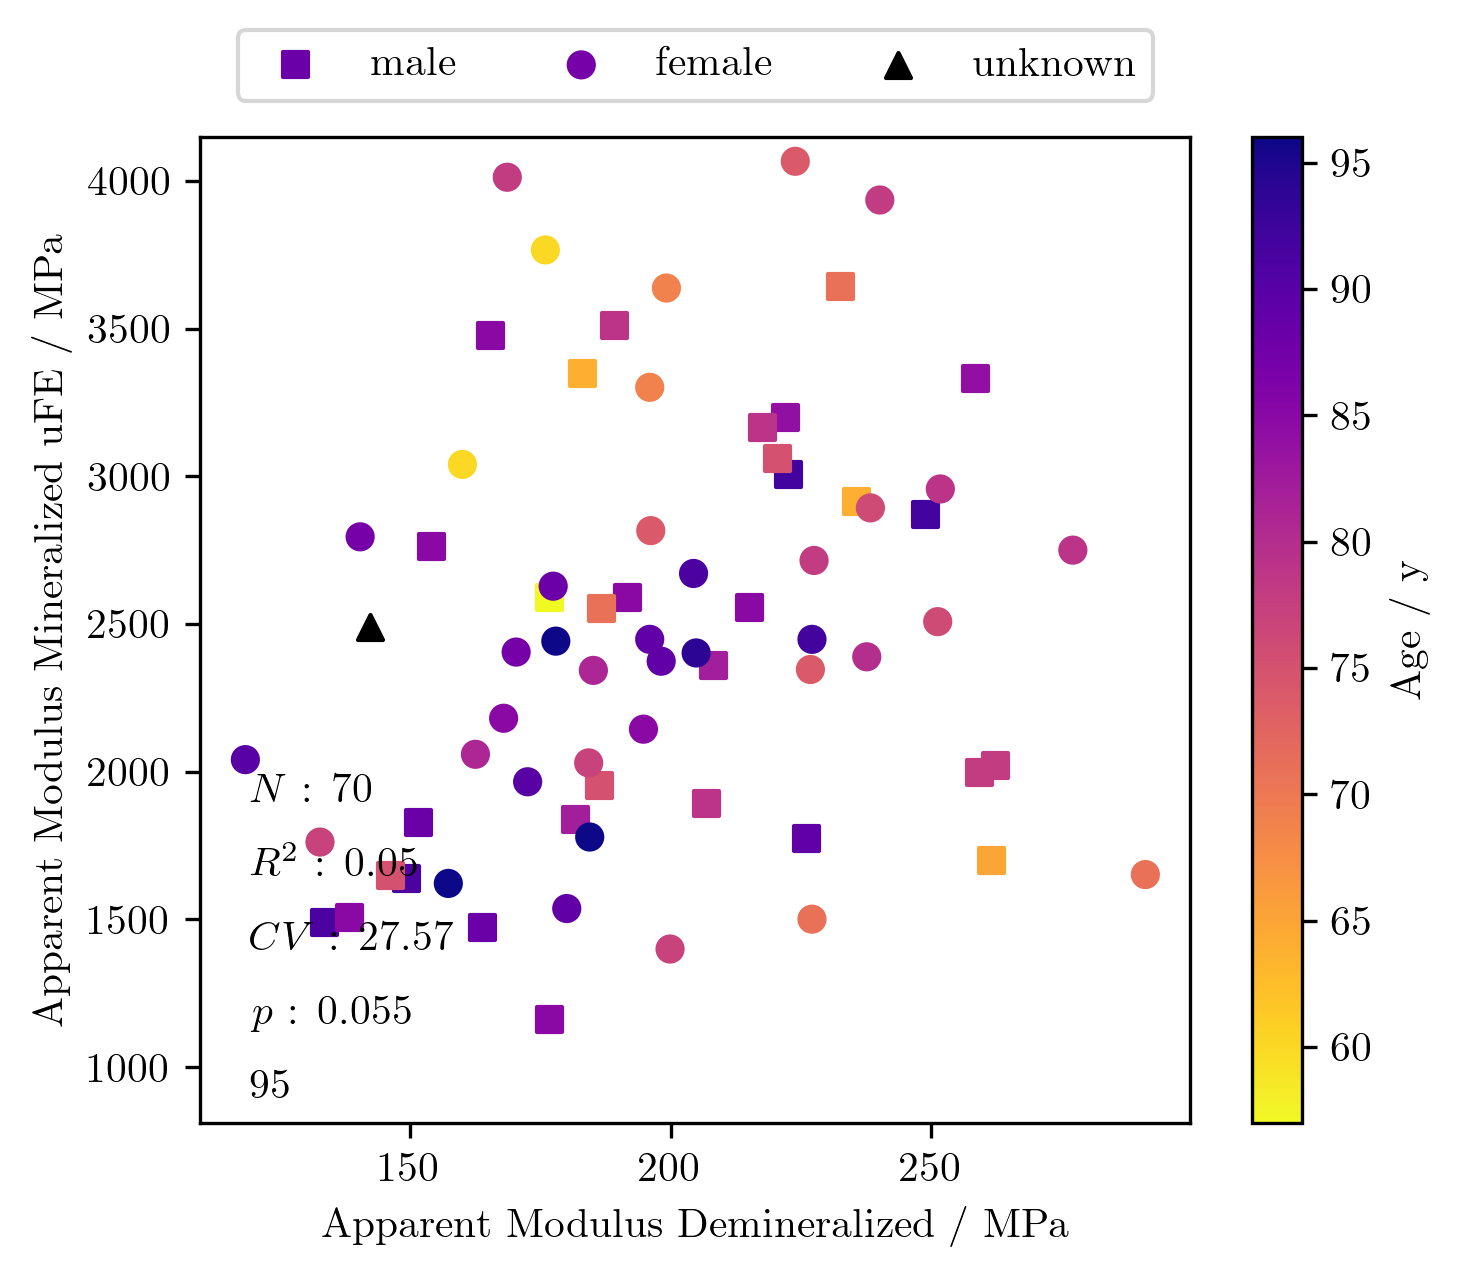 male female unknown
4000
3500
3000
2500
2000
1500
1000
Apparent Modulus Mineralized uFE / MPa
N : 70
R² : 0.05
CV : 27.57
p : 0.055
95
150 200 250
Apparent Modulus Demineralized / MPa
95
90
85
80
75
70
65
60
Age / y